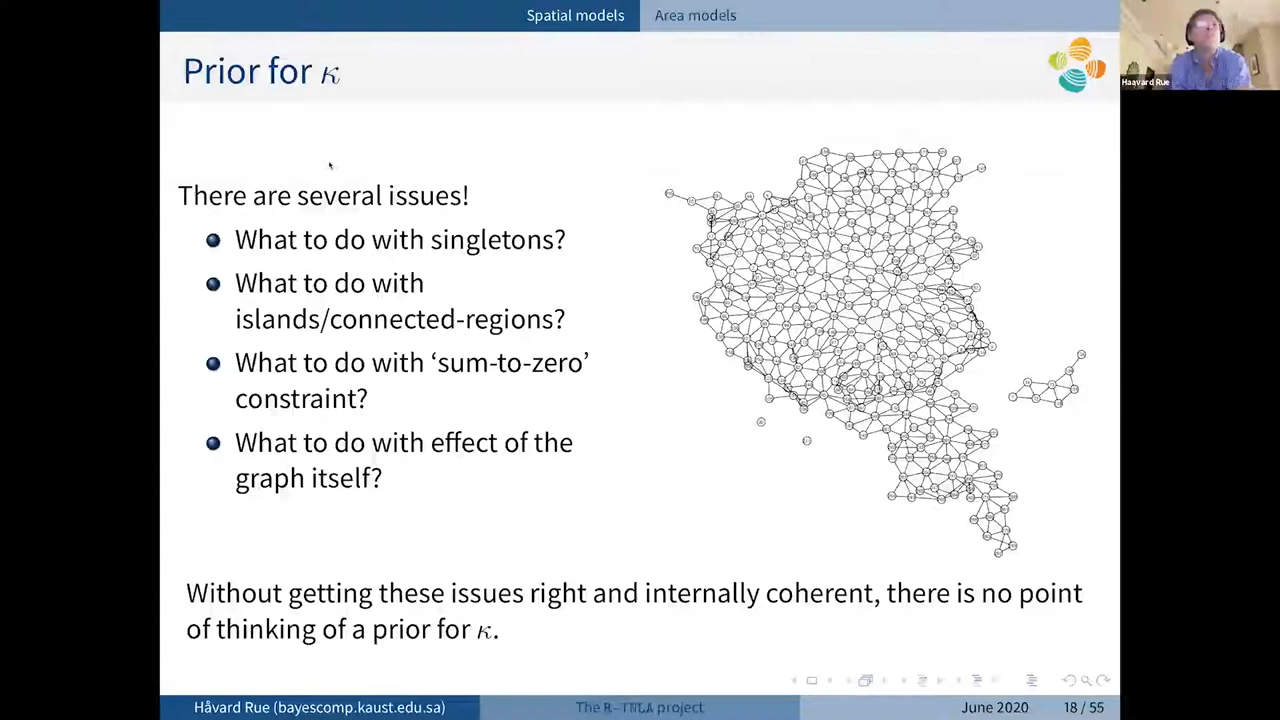 Spatial models Area models
Prior for κ
Haavard Rue
There are several issues!
What to do with singletons?
What to do with
islands/connected-regions?
What to do with ‘sum-to-zero’
constraint?
What to do with effect of the
graph itself?
Without getting these issues right and internally coherent, there is no point
of thinking of a prior for κ.
Håvard Rue (bayescomp.kaust.edu.sa) The R-INLA project June 2020 18 / 55